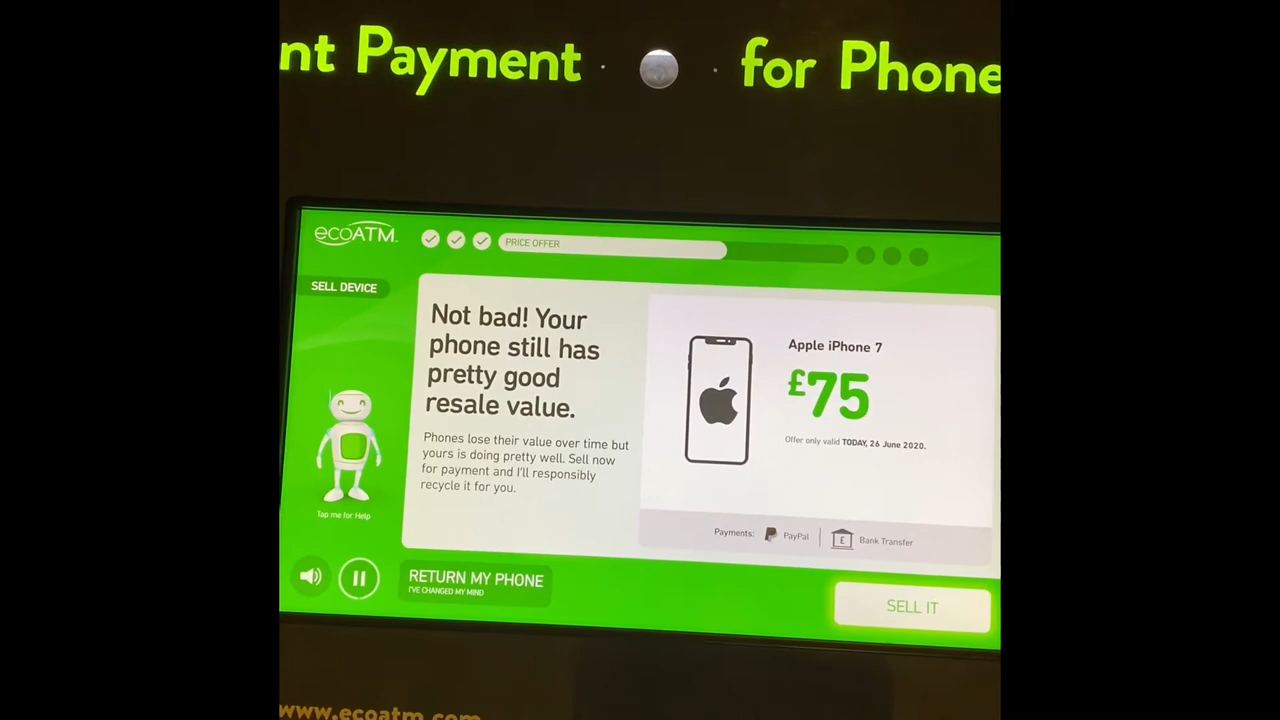 nt Payment
for Phone
ecoATM
PRICE OFFER
SELL DEVICE
Not bad! Your
phone still has
pretty good
resale value.
Phones lose their value over time but
yours is doing pretty well. Sell now
for payment and I'll responsibly
recycle it for you.
Apple iPhone 7
£75
Offer only valid TODAY, 26 June 2020.
Payments: PayPal | £ Bank Transfer
Tap me for Help
RETURN MY PHONE
I'VE CHANGED MY MIND
SELL IT
www.ecoatm.com